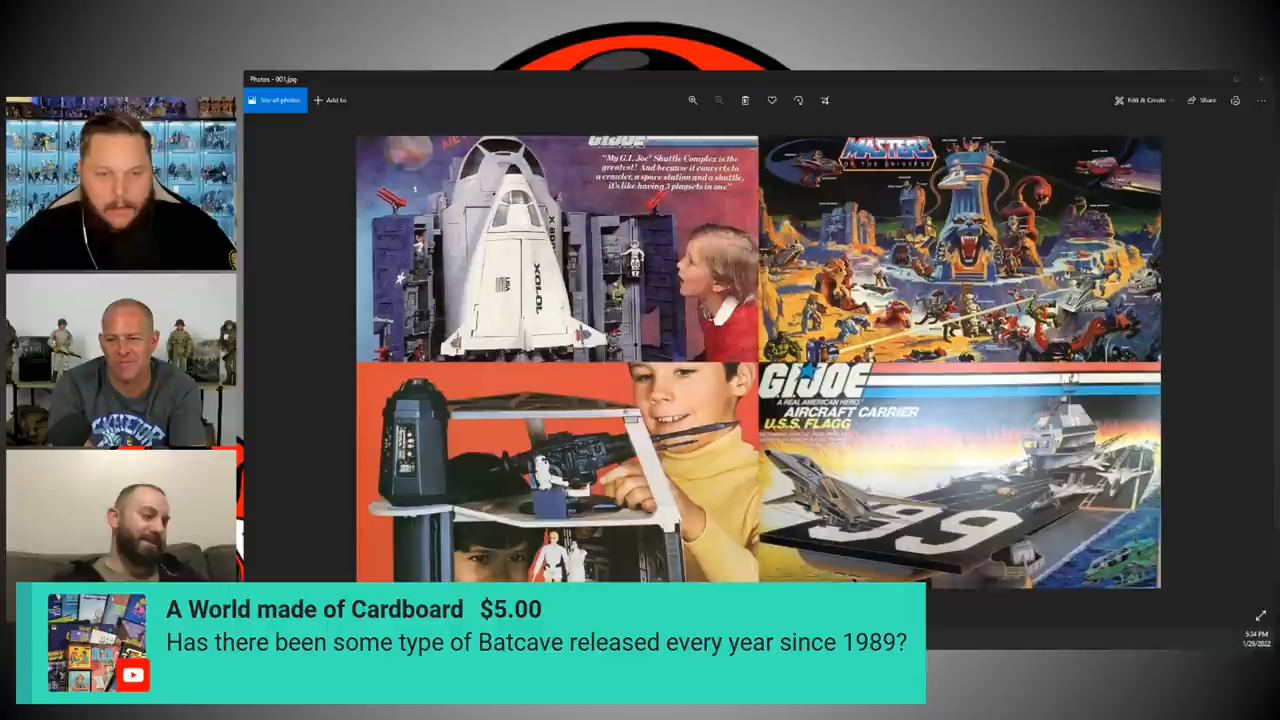 Photos - 001.jpg
See all photos
Add to
Edit & Create
Share
GI JOE
"My G.I. Joe® Shuttle Complex is the
greatest! And because it converts to
a crawler, a space station and a shuttle,
it's like having 3 playsets in one"
1
USA
MASTERS
OF THE UNIVERSE
GI JOE
A REAL AMERICAN HERO
AIRCRAFT CARRIER
U.S.S. FLAGG
99
A World made of Cardboard $5.00
Has there been some type of Batcave released every year since 1989?
5:34 PM
1/29/2022